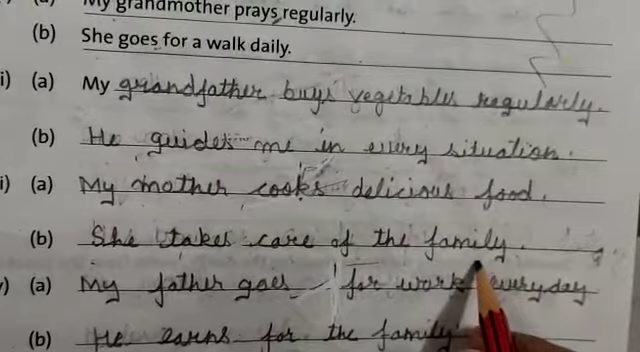 My grandmother prays regularly.
(b) She goes for a walk daily.
i) (a) My grandfather buys vegetables regularly.
(b) He guides me in every situation.
i) (a) My mother cooks delicious food.
(b) She takes care of the family.
) (a) My father goes for work everyday
(b) He earns for the family.